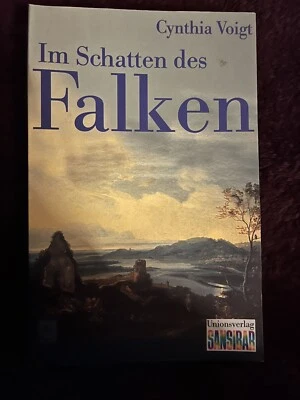 Cynthia Voigt
Im Schatten des
Falken
Unionsverlag
SANSIBAR